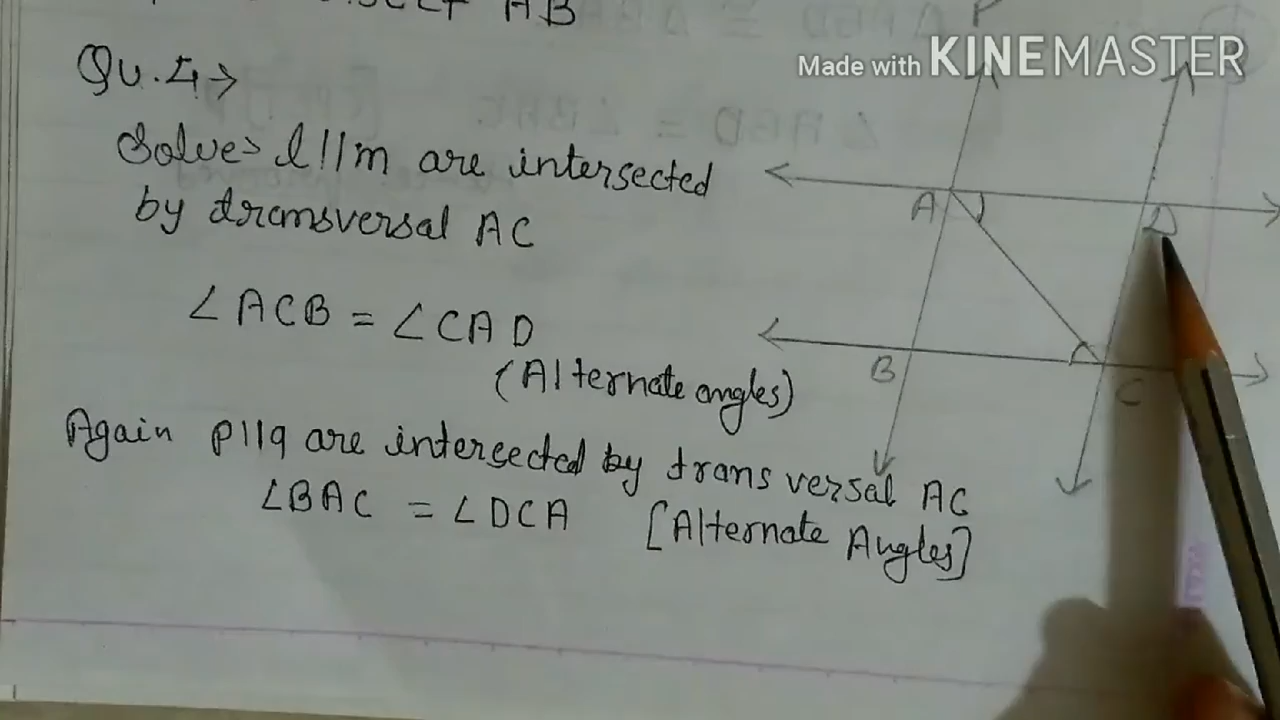 AB
Made with KINEMASTER
Qu. 4→
Solve> l||m are intersected
by transversal AC
∠ACB = ∠CAD
(Alternate angles)
Again p||q are intersected by transversal AC
∠BAC = ∠DCA [Alternate Angles]
P
A
D
B
C